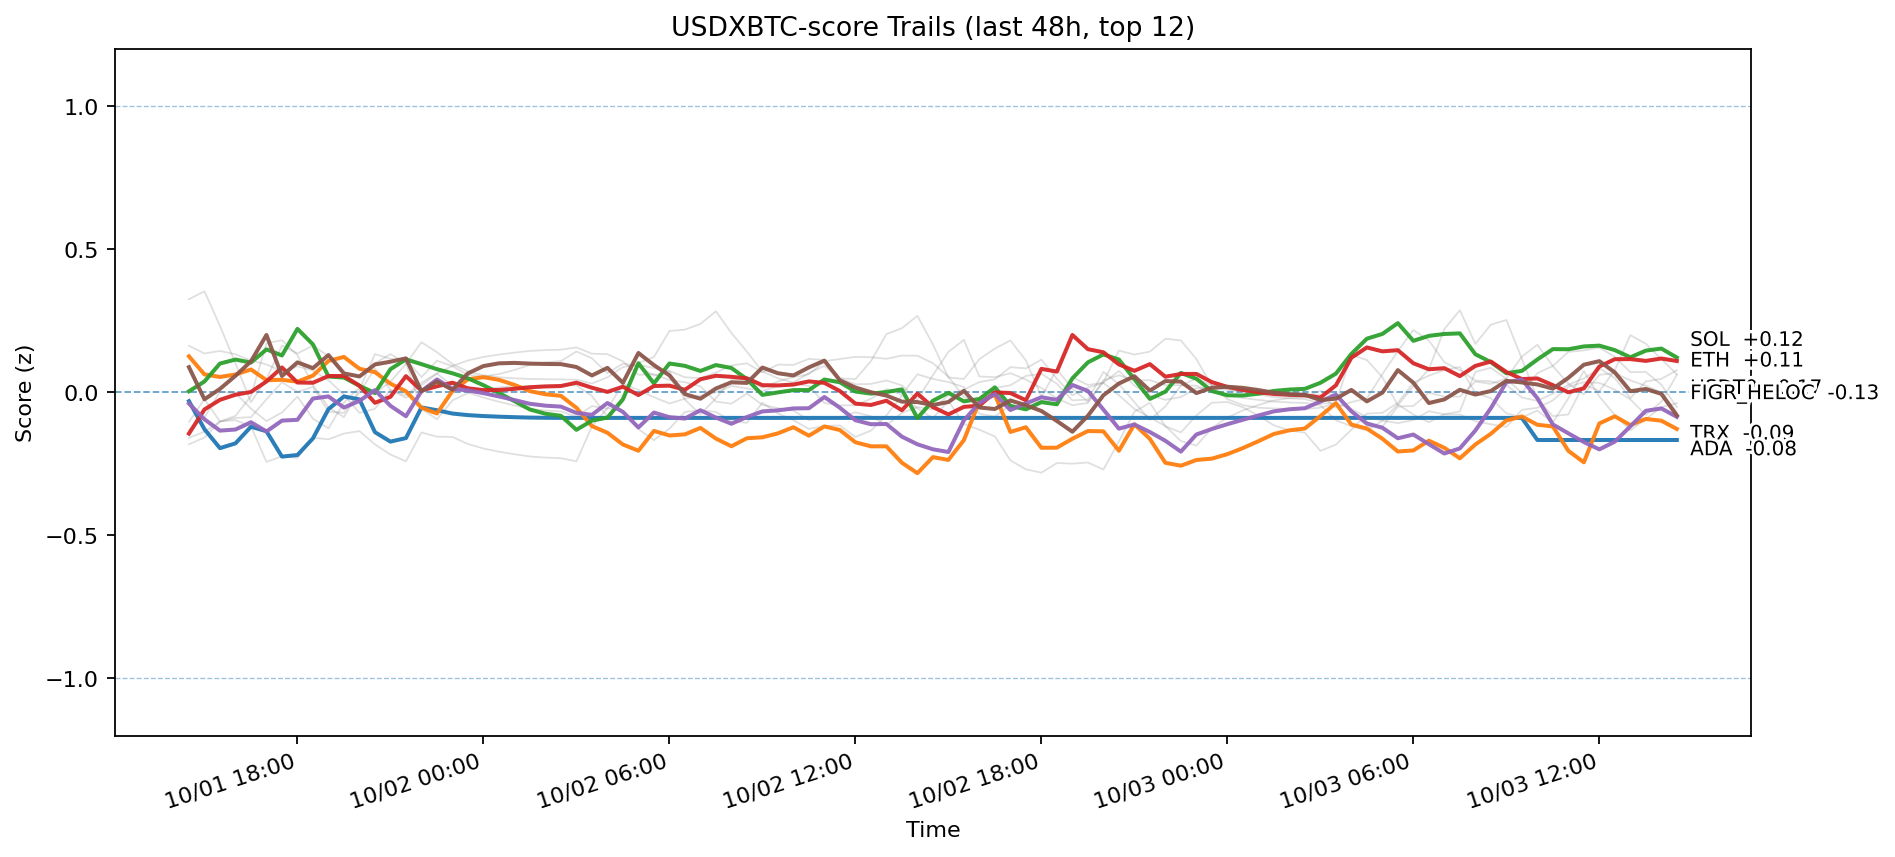 USDXBTC-score Trails (last 48h, top 12)
Score (z)
1.0
0.5
0.0
−0.5
−1.0
SOL +0.12
ETH +0.11
FIGR_HELOC -0.13
TRX -0.09
ADA -0.08
10/01 18:00
10/02 00:00
10/02 06:00
10/02 12:00
10/02 18:00
10/03 00:00
10/03 06:00
10/03 12:00
Time